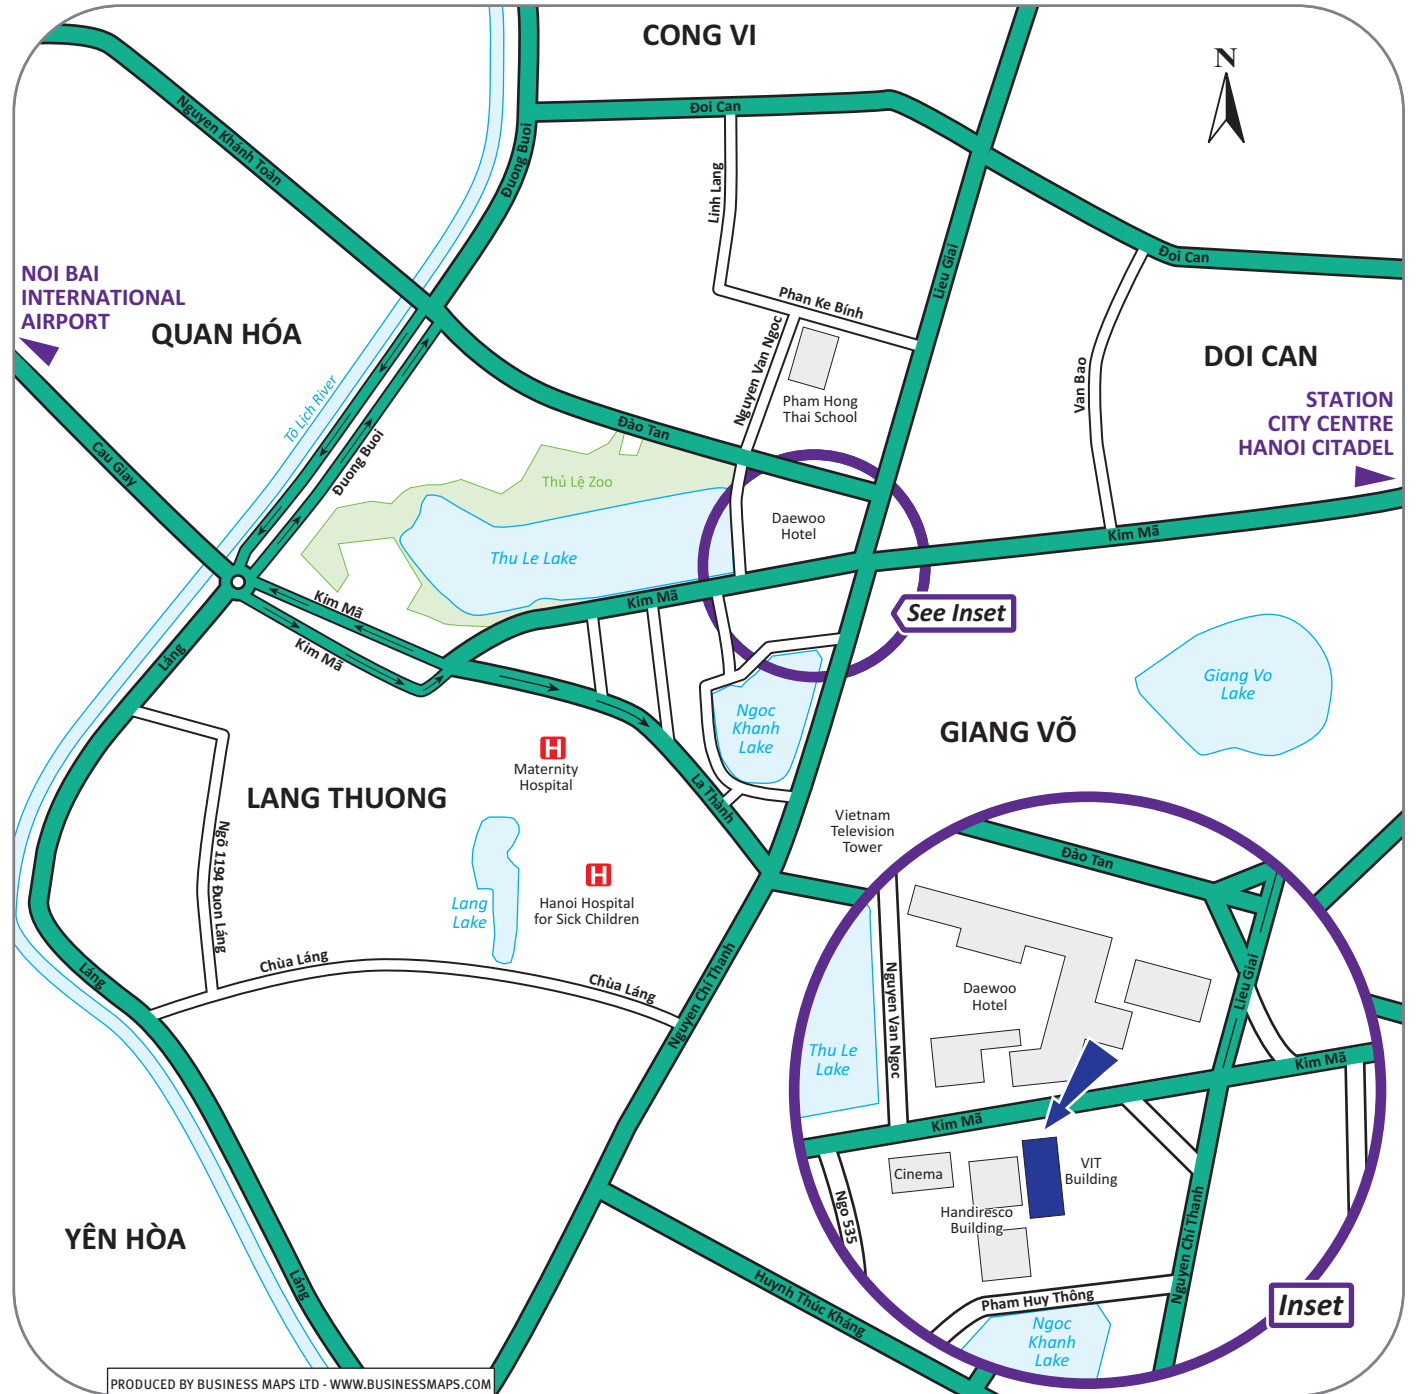 CONG VI
N
Đoi Can
Nguyen Khánh Toàn
Đuong Buoi
Linh Lang
Lieu Giai
Đoi Can
NOI BAI
INTERNATIONAL
AIRPORT
QUAN HÓA
Phan Ke Bính
Nguyen Van Ngoc
DOI CAN
Van Bao
Tô Lich River
Pham Hong
Thai School
STATION
CITY CENTRE
HANOI CITADEL
Đào Tan
Cau Giay
Đuong Buoi
Thủ Lệ Zoo
Daewoo
Hotel
Kim Mã
Thu Le Lake
Kim Mã
Kim Mã
See Inset
Kim Mã
Láng
Giang Vo
Lake
Ngoc
Khanh
Lake
GIANG VÕ
Maternity
Hospital
H
LANG THUONG
La Thành
Vietnam
Television
Tower
Ngõ 1194 Đuon Láng
H
Lang
Lake
Hanoi Hospital
for Sick Children
Chùa Láng
Chùa Láng
Láng
Nguyen Chí Thanh
Đào Tan
Nguyen Van Ngoc
Daewoo
Hotel
Lieu Giai
Thu Le
Lake
Kim Mã
Kim Mã
Cinema
VIT
Building
Ngo 535
Handiresco
Building
Nguyen Chí Thanh
Pham Huy Thông
Ngoc
Khanh
Lake
Inset
YÊN HÒA
Láng
Huynh Thúc Kháng
PRODUCED BY BUSINESS MAPS LTD - WWW.BUSINESSMAPS.COM